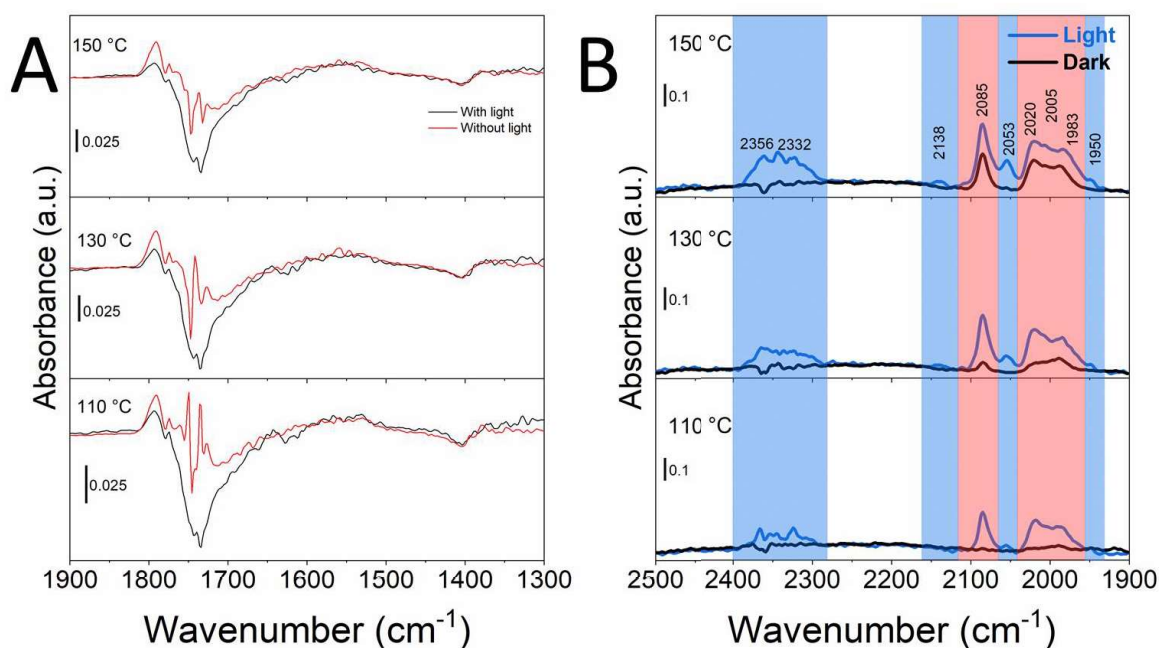 A
150 °C
0.025
With light
Without light
130 °C
0.025
110 °C
0.025
Absorbance (a.u.)
1900 1800 1700 1600 1500 1400 1300
Wavenumber (cm⁻¹)
B
150 °C
Light
Dark
0.1
2356 2332
2138
2085
2053
2020
2005
1983
1950
130 °C
0.1
110 °C
0.1
Absorbance (a.u.)
2500 2400 2300 2200 2100 2000 1900
Wavenumber (cm⁻¹)